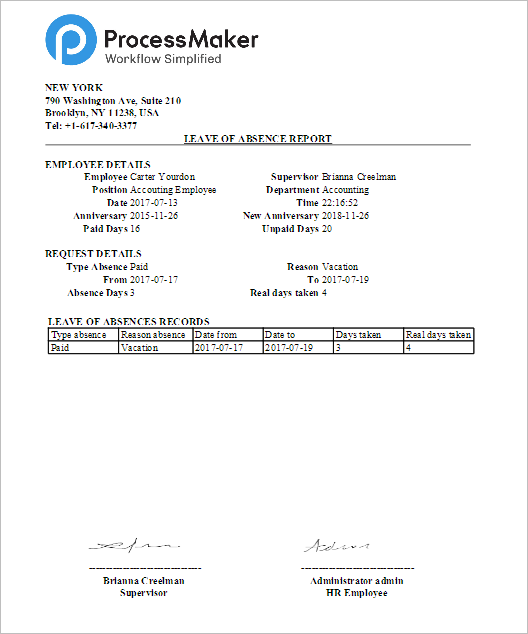 ProcessMaker
Workflow Simplified
NEW YORK
790 Washington Ave, Suite 210
Brooklyn, NY 11238, USA
Tel: +1-617-340-3377
LEAVE OF ABSENCE REPORT
EMPLOYEE DETAILS
Employee Carter Yourdon Supervisor Brianna Creelman
Position Accouting Employee Department Accounting
Date 2017-07-13 Time 22:16:52
Anniversary 2015-11-26 New Anniversary 2018-11-26
Paid Days 16 Unpaid Days 20
REQUEST DETAILS
Type Absence Paid Reason Vacation
From 2017-07-17 To 2017-07-19
Absence Days 3 Real days taken 4
LEAVE OF ABSENCES RECORDS
Type absence Reason absence Date from Date to Days taken Real days taken
Paid Vacation 2017-07-17 2017-07-19 3 4
Brianna Creelman Administrator admin
Supervisor HR Employee